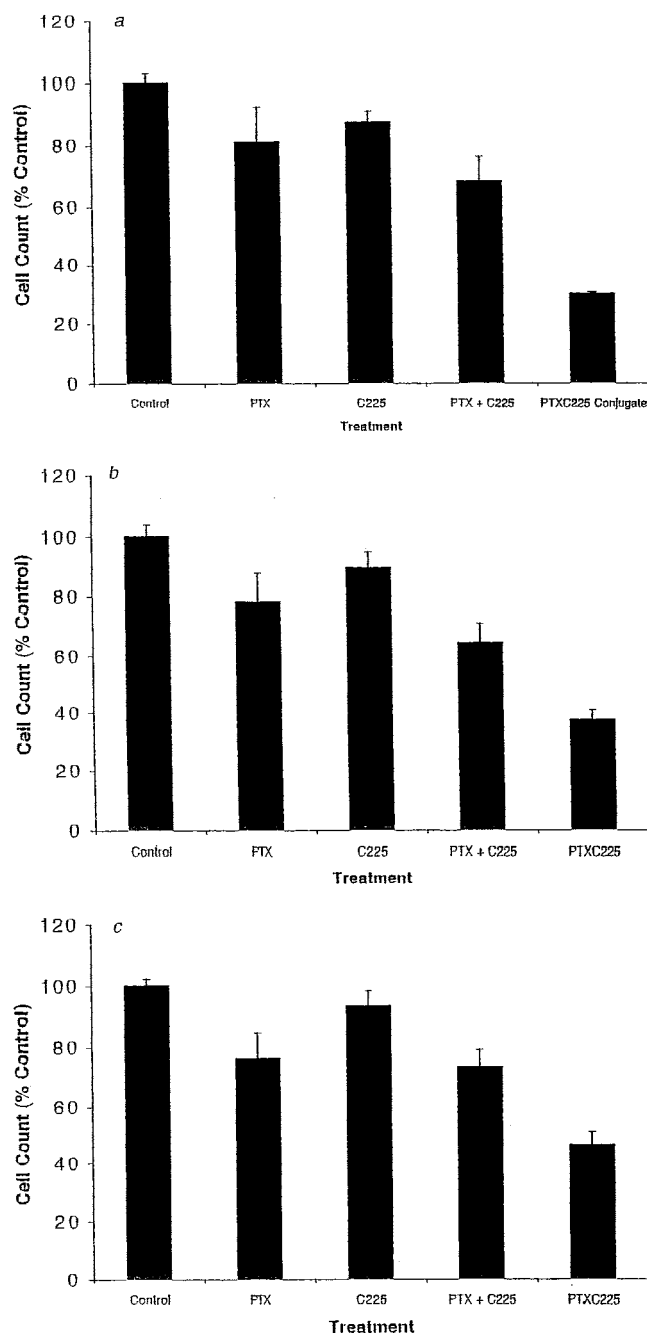 a
120
100
80
60
40
20
0
Cell Count (% Control)
Control PTX C225 PTX + C225 PTXC225 Conjugate
Treatment
b
120
100
80
60
40
20
0
Cell Count (% Control)
Control PTX C225 PTX + C225 PTXC225
Treatment
c
120
100
80
60
40
20
0
Cell Count (% Control)
Control PTX C225 PTX + C225 PTXC225
Treatment